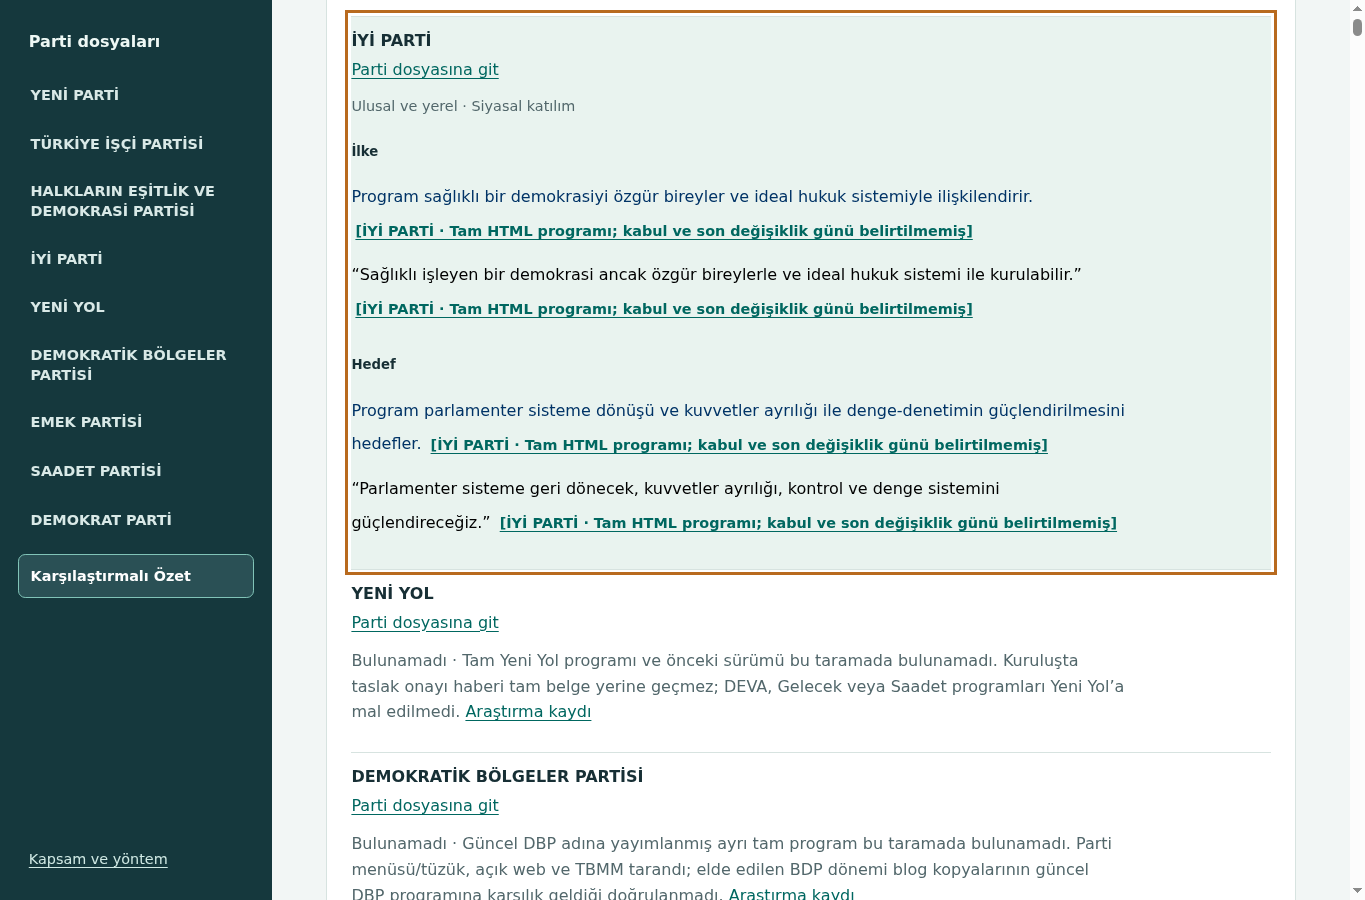 Parti dosyaları
YENİ PARTİ
TÜRKİYE İŞÇİ PARTİSİ
HALKLARIN EŞİTLİK VE
DEMOKRASİ PARTİSİ
İYİ PARTİ
YENİ YOL
DEMOKRATİK BÖLGELER
PARTİSİ
EMEK PARTİSİ
SAADET PARTİSİ
DEMOKRAT PARTİ
Karşılaştırmalı Özet
Kapsam ve yöntem
İYİ PARTİ
Parti dosyasına git
Ulusal ve yerel · Siyasal katılım
İlke
Program sağlıklı bir demokrasiyi özgür bireyler ve ideal hukuk sistemiyle ilişkilendirir.
[İYİ PARTİ · Tam HTML programı; kabul ve son değişiklik günü belirtilmemiş]
“Sağlıklı işleyen bir demokrasi ancak özgür bireylerle ve ideal hukuk sistemi ile kurulabilir.”
[İYİ PARTİ · Tam HTML programı; kabul ve son değişiklik günü belirtilmemiş]
Hedef
Program parlamenter sisteme dönüşü ve kuvvetler ayrılığı ile denge-denetimin güçlendirilmesini
hedefler. [İYİ PARTİ · Tam HTML programı; kabul ve son değişiklik günü belirtilmemiş]
“Parlamenter sisteme geri dönecek, kuvvetler ayrılığı, kontrol ve denge sistemini
güçlendireceğiz.” [İYİ PARTİ · Tam HTML programı; kabul ve son değişiklik günü belirtilmemiş]
YENİ YOL
Parti dosyasına git
Bulunamadı · Tam Yeni Yol programı ve önceki sürümü bu taramada bulunamadı. Kuruluşta
taslak onayı haberi tam belge yerine geçmez; DEVA, Gelecek veya Saadet programları Yeni Yol’a
mal edilmedi. Araştırma kaydı
DEMOKRATİK BÖLGELER PARTİSİ
Parti dosyasına git
Bulunamadı · Güncel DBP adına yayımlanmış ayrı tam program bu taramada bulunamadı. Parti
menüsü/tüzük, açık web ve TBMM tarandı; elde edilen BDP dönemi blog kopyalarının güncel
DBP programına karşılık geldiği doğrulanmadı. Araştırma kaydı